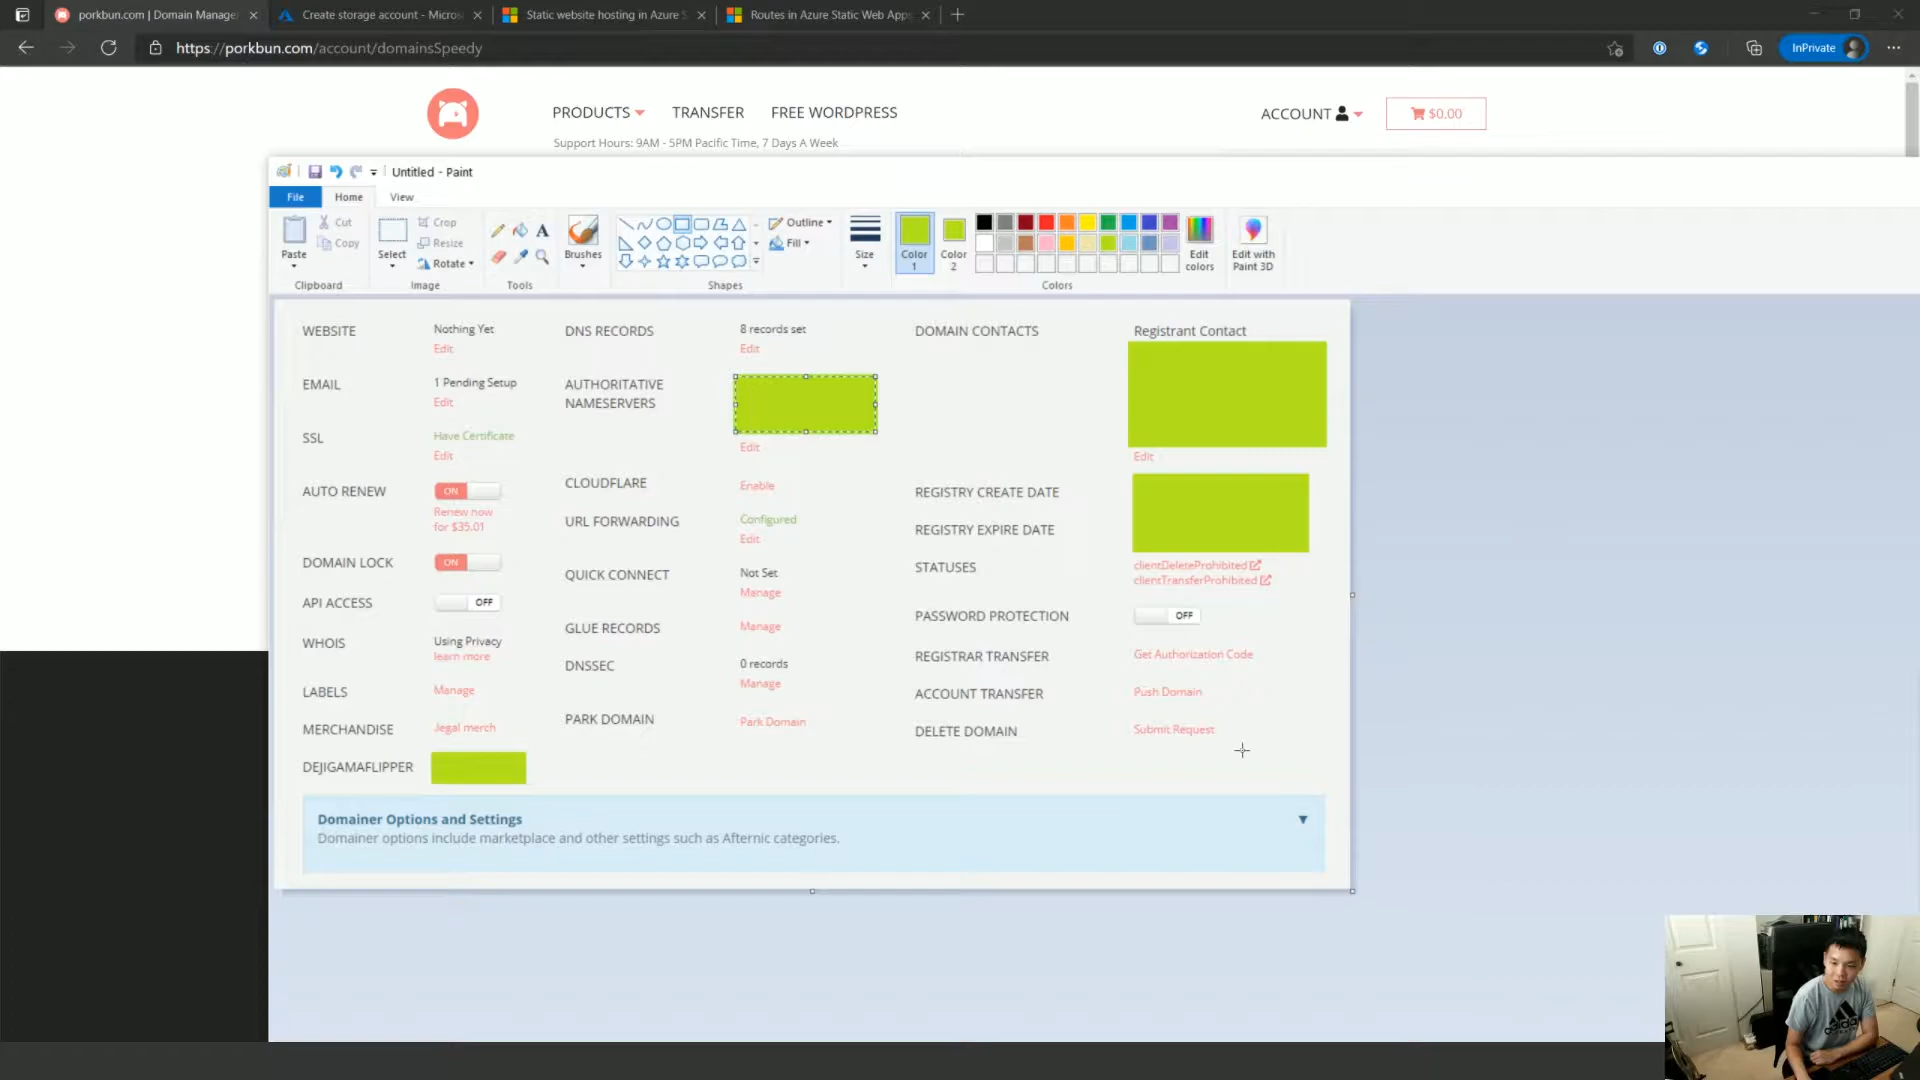 porkbun.com | Domain Manage
Create storage account - Micros
Static website hosting in Azure S
Routes in Azure Static Web Apps
https://porkbun.com/account/domainsSpeedy
InPrivate
PRODUCTS
TRANSFER
FREE WORDPRESS
ACCOUNT
$0.00
Support Hours: 9AM - 5PM Pacific Time, 7 Days A Week
Untitled - Paint
File
Home
View
Paste
Cut
Copy
Clipboard
Select
Crop
Resize
Rotate
Image
A
Tools
Brushes
Outline
Fill
Shapes
Size
Color
1
Color
2
Edit
colors
Colors
Edit with
Paint 3D
WEBSITE
Nothing Yet
Edit
EMAIL
1 Pending Setup
Edit
SSL
Have Certificate
Edit
AUTO RENEW
ON
Renew now
for $35.01
DOMAIN LOCK
ON
API ACCESS
OFF
WHOIS
Using Privacy
learn more
LABELS
Manage
MERCHANDISE
Jegal merch
DEJIGAMAFLIPPER
DNS RECORDS
8 records set
Edit
AUTHORITATIVE
NAMESERVERS
Edit
CLOUDFLARE
Enable
URL FORWARDING
Configured
Edit
QUICK CONNECT
Not Set
Manage
GLUE RECORDS
Manage
DNSSEC
0 records
Manage
PARK DOMAIN
Park Domain
DOMAIN CONTACTS
Registrant Contact
Edit
REGISTRY CREATE DATE
REGISTRY EXPIRE DATE
STATUSES
clientDeleteProhibited
clientTransferProhibited
PASSWORD PROTECTION
OFF
REGISTRAR TRANSFER
Get Authorization Code
ACCOUNT TRANSFER
Push Domain
DELETE DOMAIN
Submit Request
Domainer Options and Settings
Domainer options include marketplace and other settings such as Afternic categories.
adidas